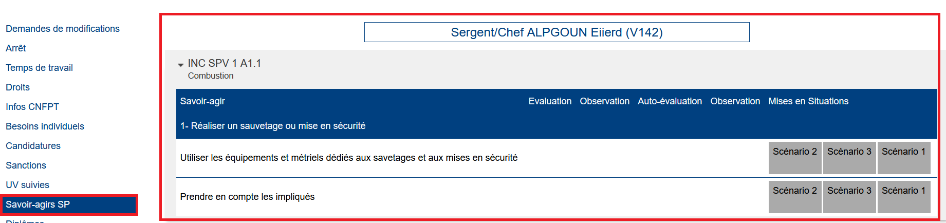 Demandes de modifications
Arrêt
Temps de travail
Droits
Infos CNFPT
Besoins Individuels
Candidatures
Sanctions
UV suivies
Savoir-agirs SP
Sergent/Chef ALPGOUN Eiierd (V142)
INC SPV 1 A1.1
Combustion
Savoir-agir Evaluation Observation Auto-évaluation Observation Mises en Situations
1- Réaliser un sauvetage ou mise en sécurité
Utiliser les équipements et métriels dédiés aux savetages et aux mises en sécurité Scénario 2 Scénario 3 Scénario 1
Prendre en compte les impliqués Scénario 2 Scénario 3 Scénario 1